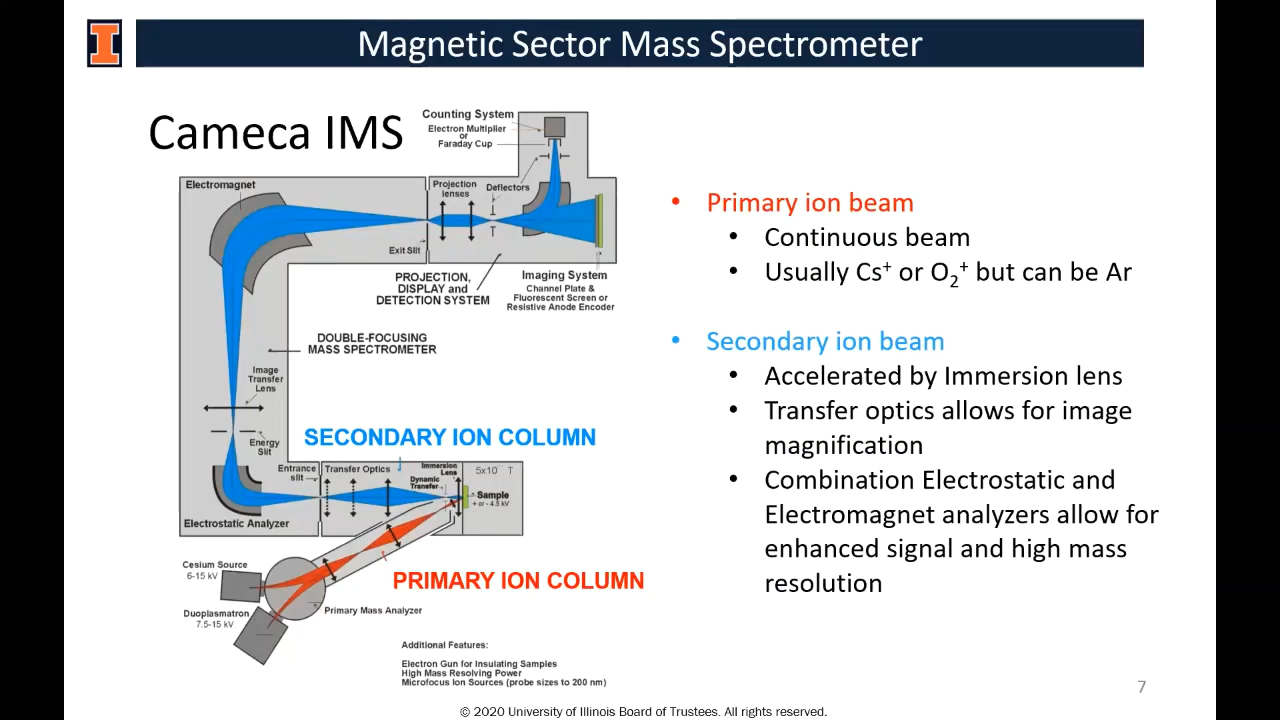 Magnetic Sector Mass Spectrometer
Cameca IMS
Counting System
Electron Multiplier
or
Faraday Cup
Electromagnet
Projection
lenses
Deflectors
Exit Slit
PROJECTION,
DISPLAY and
DETECTION SYSTEM
Imaging System
Channel Plate &
Fluorescent Screen or
Resistive Anode Encoder
DOUBLE-FOCUSING
MASS SPECTROMETER
Image
Transfer
Lens
Energy
Slit
SECONDARY ION COLUMN
Entrance
slit
Transfer Optics
Immersion
Lens
Dynamic
Transfer
5x10 T
Sample
+ or - 4.5 kV
Electrostatic Analyzer
Cesium Source
6-15 kV
PRIMARY ION COLUMN
Duoplasmatron
7.5-15 kV
Primary Mass Analyzer
Additional Features:
Electron Gun for Insulating Samples
High Mass Resolving Power
Microfocus Ion Sources (probe sizes to 200 nm)
• Primary ion beam
• Continuous beam
• Usually Cs⁺ or O₂⁺ but can be Ar
• Secondary ion beam
• Accelerated by Immersion lens
• Transfer optics allows for image
magnification
• Combination Electrostatic and
Electromagnet analyzers allow for
enhanced signal and high mass
resolution
7
© 2020 University of Illinois Board of Trustees. All rights reserved.